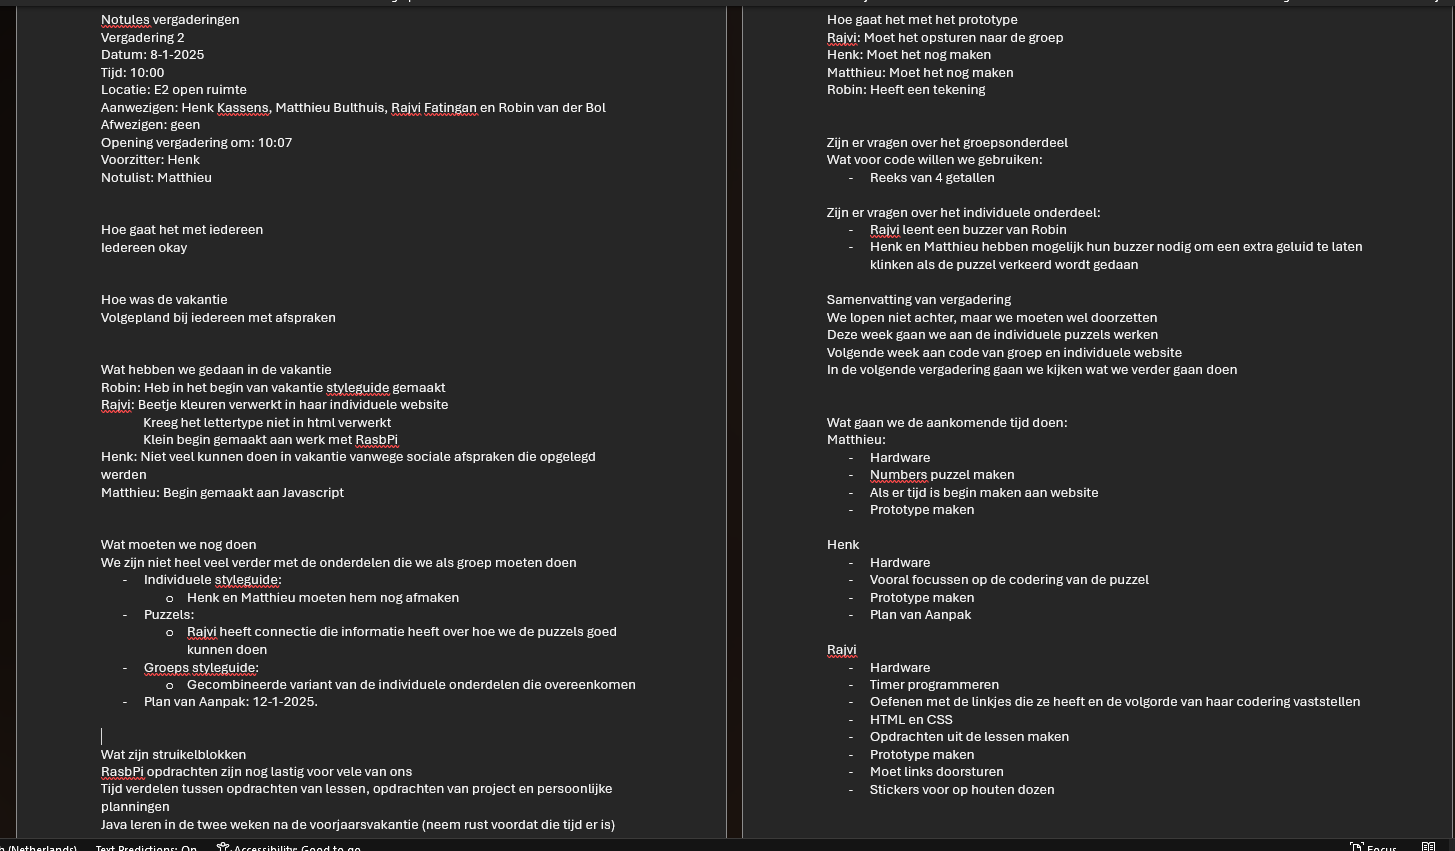 Notules vergaderingen
Vergadering 2
Datum: 8-1-2025
Tijd: 10:00
Locatie: E2 open ruimte
Aanwezigen: Henk Kassens, Matthieu Bulthuis, Rajvi Fatingan en Robin van der Bol
Afwezigen: geen
Opening vergadering om: 10:07
Voorzitter: Henk
Notulist: Matthieu
Hoe gaat het met iedereen
Iedereen okay
Hoe was de vakantie
Volgepland bij iedereen met afspraken
Wat hebben we gedaan in de vakantie
Robin: Heb in het begin van vakantie styleguide gemaakt
Rajvi: Beetje kleuren verwerkt in haar individuele website
Kreeg het lettertype niet in html verwerkt
Klein begin gemaakt aan werk met RasbPi
Henk: Niet veel kunnen doen in vakantie vanwege sociale afspraken die opgelegd
werden
Matthieu: Begin gemaakt aan Javascript
Wat moeten we nog doen
We zijn niet heel veel verder met de onderdelen die we als groep moeten doen
- Individuele styleguide:
o Henk en Matthieu moeten hem nog afmaken
- Puzzels:
o Rajvi heeft connectie die informatie heeft over hoe we de puzzels goed
kunnen doen
- Groeps styleguide:
o Gecombineerde variant van de individuele onderdelen die overeenkomen
- Plan van Aanpak: 12-1-2025.
Wat zijn struikelblokken
RasbPi opdrachten zijn nog lastig voor vele van ons
Tijd verdelen tussen opdrachten van lessen, opdrachten van project en persoonlijke
planningen
Java leren in de twee weken na de voorjaarsvakantie (neem rust voordat die tijd er is)
Hoe gaat het met het prototype
Rajvi: Moet het opsturen naar de groep
Henk: Moet het nog maken
Matthieu: Moet het nog maken
Robin: Heeft een tekening
Zijn er vragen over het groepsonderdeel
Wat voor code willen we gebruiken:
- Reeks van 4 getallen
Zijn er vragen over het individuele onderdeel:
- Rajvi leent een buzzer van Robin
- Henk en Matthieu hebben mogelijk hun buzzer nodig om een extra geluid te laten
klinken als de puzzel verkeerd wordt gedaan
Samenvatting van vergadering
We lopen niet achter, maar we moeten wel doorzetten
Deze week gaan we aan de individuele puzzels werken
Volgende week aan code van groep en individuele website
In de volgende vergadering gaan we kijken wat we verder gaan doen
Wat gaan we de aankomende tijd doen:
Matthieu:
- Hardware
- Numbers puzzel maken
- Als er tijd is begin maken aan website
- Prototype maken
Henk
- Hardware
- Vooral focussen op de codering van de puzzel
- Prototype maken
- Plan van Aanpak
Rajvi
- Hardware
- Timer programmeren
- Oefenen met de linkjes die ze heeft en de volgorde van haar codering vaststellen
- HTML en CSS
- Opdrachten uit de lessen maken
- Prototype maken
- Moet links doorsturen
- Stickers voor op houten dozen
(Netherlands) Text Predictions: On Accessibility: Good to go Focus